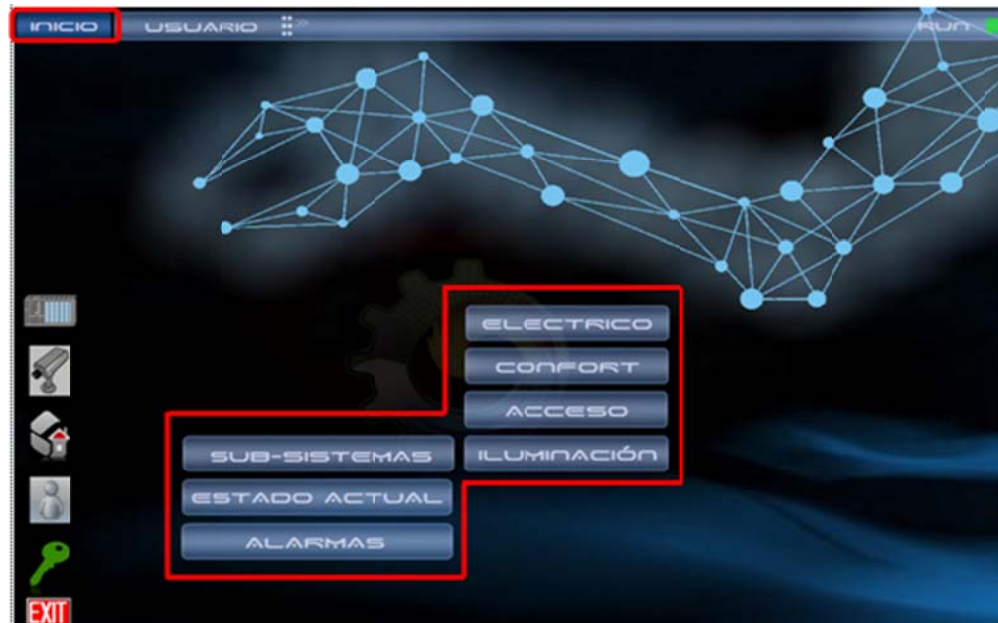 INICIO USUARIO RUN
ELECTRICO
CONFORT
ACCESO
SUB-SISTEMAS ILUMINACIÓN
ESTADO ACTUAL
ALARMAS
EXIT